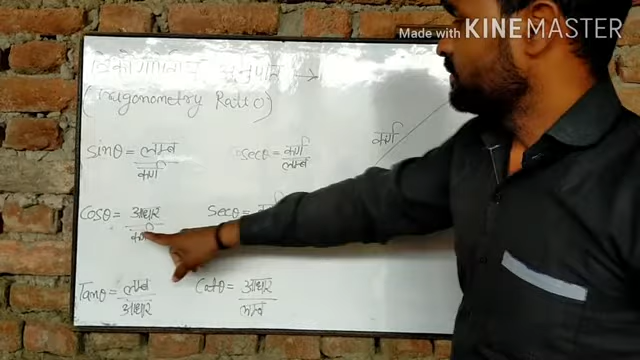 Made with KINEMASTER
त्रिकोणमितीय अनुपात →
(Trigonometry Ratio)
sinθ = लम्ब / कर्ण
cosecθ = कर्ण / लम्ब
कर्ण
cosθ = आधार / कर्ण
secθ = कर्ण
Tanθ = लम्ब / आधार
Cotθ = आधार / लम्ब